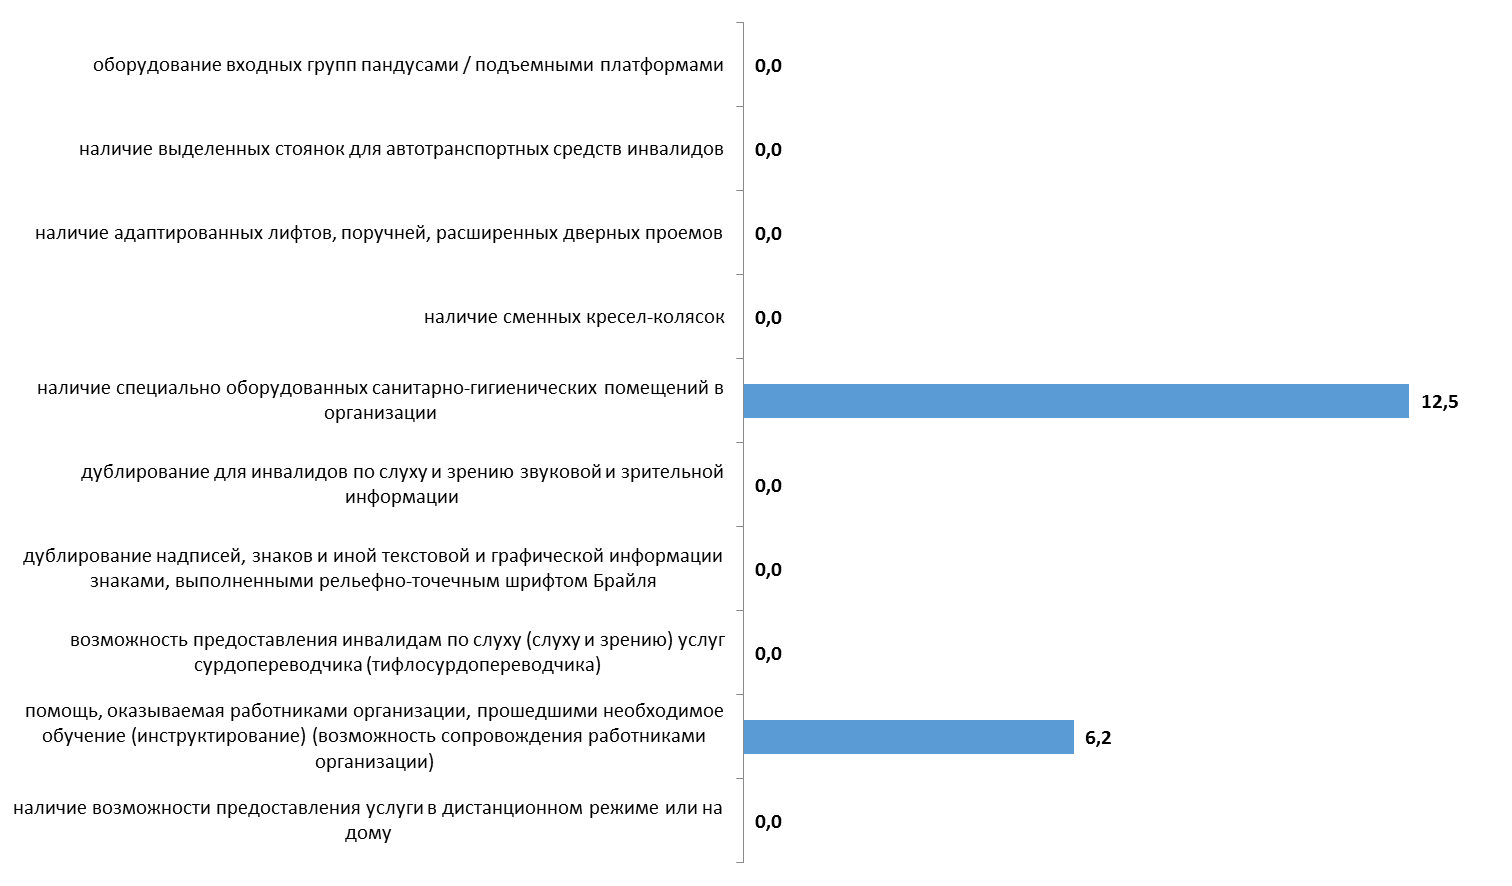 оборудование входных групп пандусами / подъемными платформами
0,0
наличие выделенных стоянок для автотранспортных средств инвалидов
0,0
наличие адаптированных лифтов, поручней, расширенных дверных проемов
0,0
наличие сменных кресел-колясок
0,0
наличие специально оборудованных санитарно-гигиенических помещений в
организации
12,5
дублирование для инвалидов по слуху и зрению звуковой и зрительной
информации
0,0
дублирование надписей, знаков и иной текстовой и графической информации
знаками, выполненными рельефно-точечным шрифтом Брайля
0,0
возможность предоставления инвалидам по слуху (слуху и зрению) услуг
сурдопереводчика (тифлосурдопереводчика)
0,0
помощь, оказываемая работниками организации, прошедшими необходимое
обучение (инструктирование) (возможность сопровождения работниками
организации)
6,2
наличие возможности предоставления услуги в дистанционном режиме или на
дому
0,0